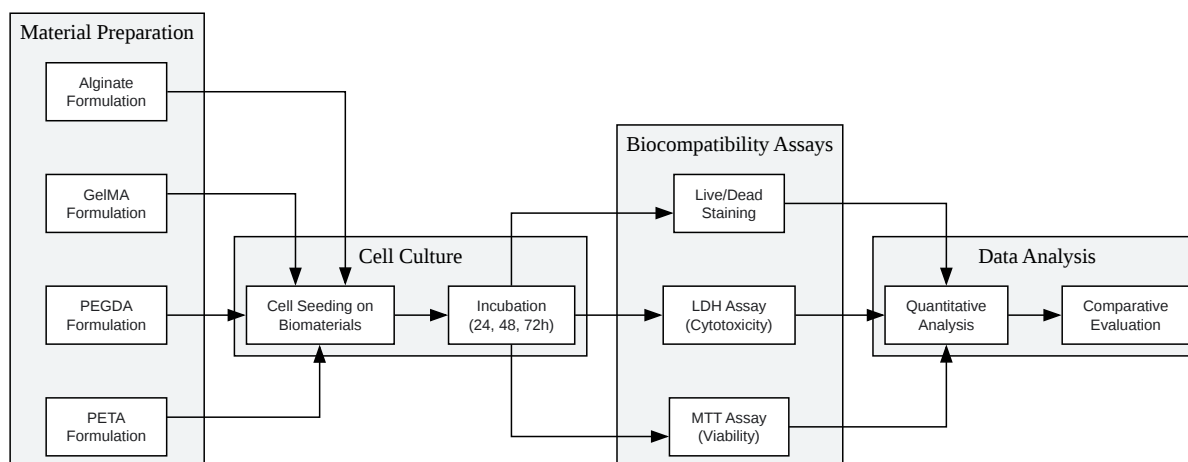 Material Preparation
Alginate
Formulation
GelMA
Formulation
PEGDA
Formulation
PETA
Formulation
Cell Culture
Cell Seeding on
Biomaterials
Incubation
(24, 48, 72h)
Biocompatibility Assays
Live/Dead
Staining
LDH Assay
(Cytotoxicity)
MTT Assay
(Viability)
Data Analysis
Quantitative
Analysis
Comparative
Evaluation